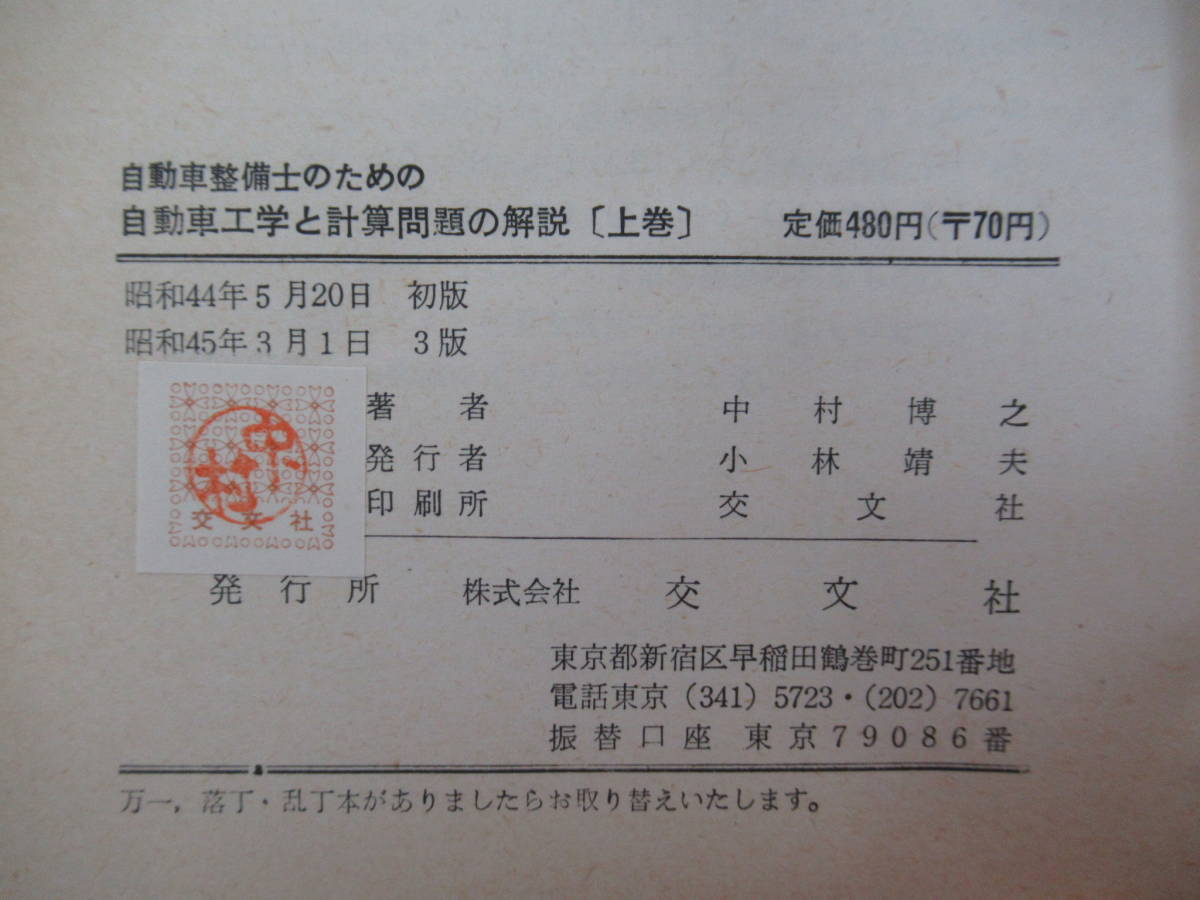 自動車整備士のための
自動車工学と計算問題の解説〔上巻〕 定価480円(〒70円)
昭和44年5月20日 初版
昭和45年3月1日 3版
著者 中村博之
発行者 小林靖夫
印刷所 交文社
中村
交文社
発行所 株式会社 交文社
東京都新宿区早稲田鶴巻町251番地
電話東京(341)5723・(202)7661
振替口座 東京79086番
万一，落丁・乱丁本がありましたらお取り替えいたします。